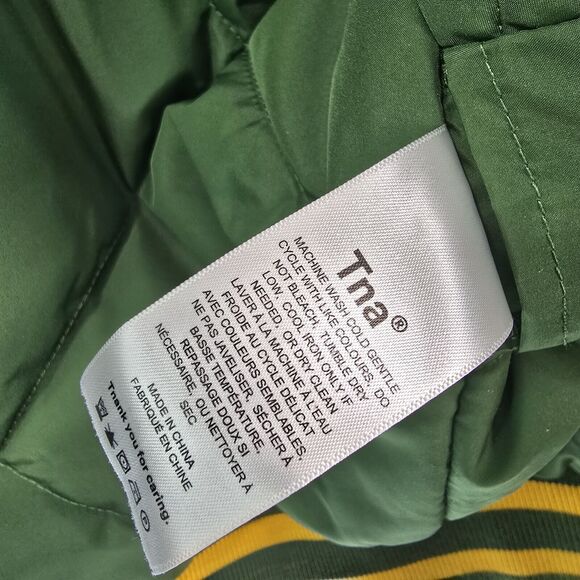 Tna®
MACHINE WASH COLD GENTLE
CYCLE WITH LIKE COLOURS, DO
NOT BLEACH, TUMBLE DRY
LOW, COOL IRON ONLY IF
NEEDED, OR DRY CLEAN
LAVER À LA MACHINE À L'EAU
FROIDE AU CYCLE DÉLICAT
AVEC COULEURS SEMBLABLES,
NE PAS JAVELISER, SÉCHER À
BASSE TEMPÉRATURE,
REPASSAGE DOUX SI
NÉCESSAIRE, OU NETTOYER À
SEC
MADE IN CHINA
FABRIQUÉ EN CHINE
Thank you for caring.